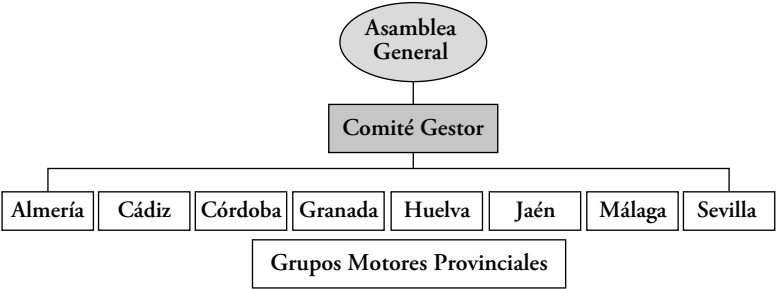 Asamblea
General
Comité Gestor
Almería Cádiz Córdoba Granada Huelva Jaén Málaga Sevilla
Grupos Motores Provinciales